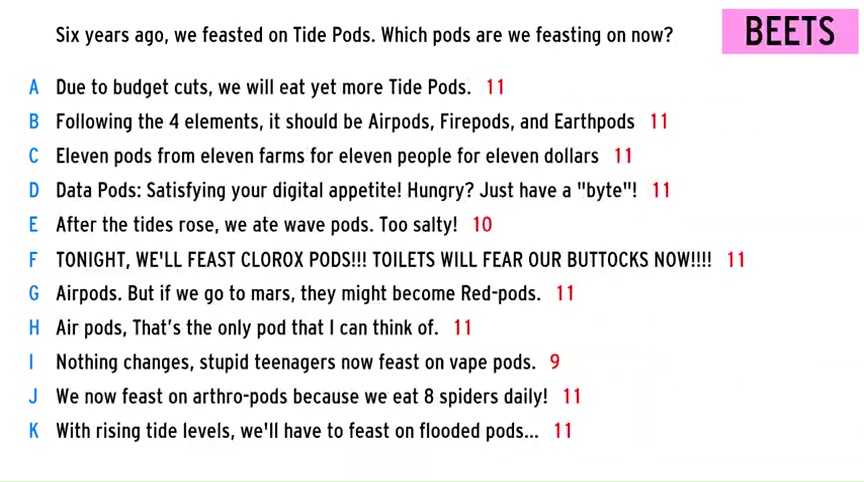 Six years ago, we feasted on Tide Pods. Which pods are we feasting on now?
BEETS
A Due to budget cuts, we will eat yet more Tide Pods. 11
B Following the 4 elements, it should be Airpods, Firepods, and Earthpods 11
C Eleven pods from eleven farms for eleven people for eleven dollars 11
D Data Pods: Satisfying your digital appetite! Hungry? Just have a "byte"! 11
E After the tides rose, we ate wave pods. Too salty! 10
F TONIGHT, WE'LL FEAST CLOROX PODS!!! TOILETS WILL FEAR OUR BUTTOCKS NOW!!!! 11
G Airpods. But if we go to mars, they might become Red-pods. 11
H Air pods, That's the only pod that I can think of. 11
I Nothing changes, stupid teenagers now feast on vape pods. 9
J We now feast on arthro-pods because we eat 8 spiders daily! 11
K With rising tide levels, we'll have to feast on flooded pods... 11